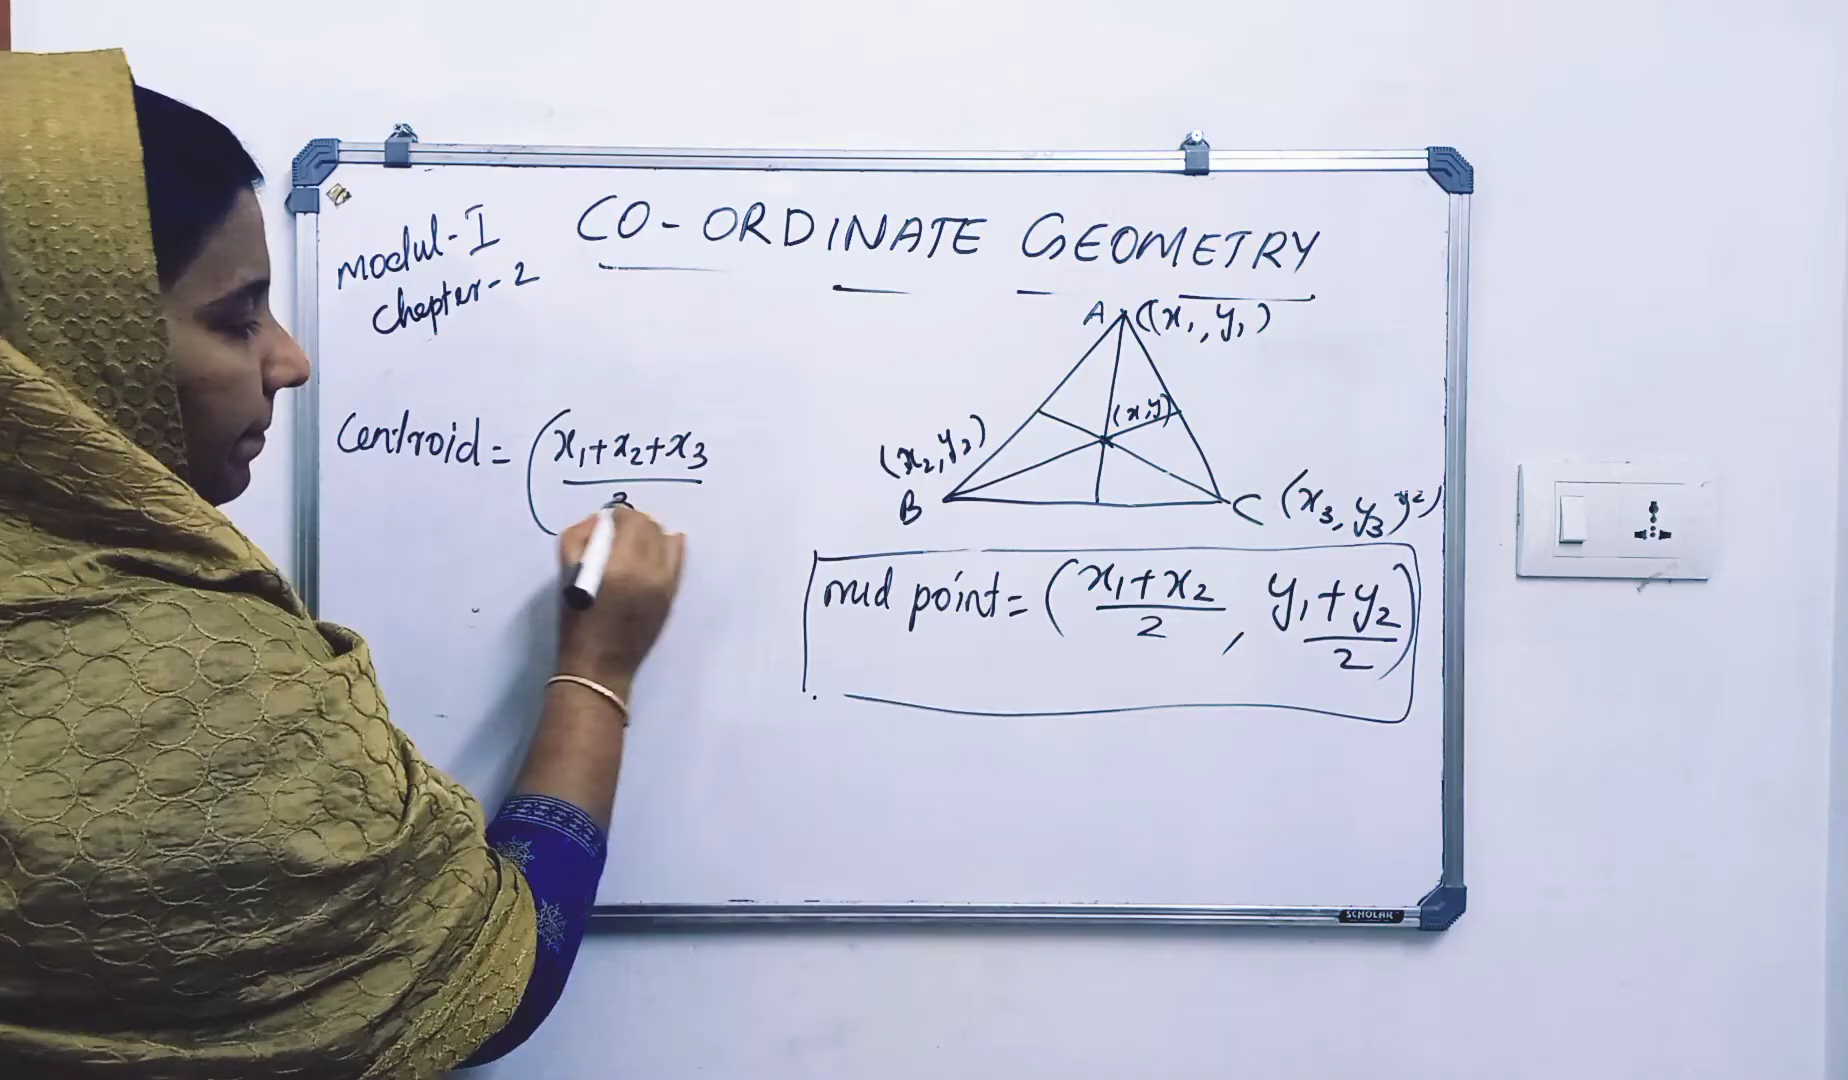 CO-ORDINATE GEOMETRY
Modul-I
Chapter-2
A ((x₁, y₁)
(x,y)
(x₂,y₂)
B
C (x₃, y₃)y²)
Centroid = (x₁+x₂+x₃
mid point = (x₁+x₂/2, y₁+y₂/2)
SCHOLAR